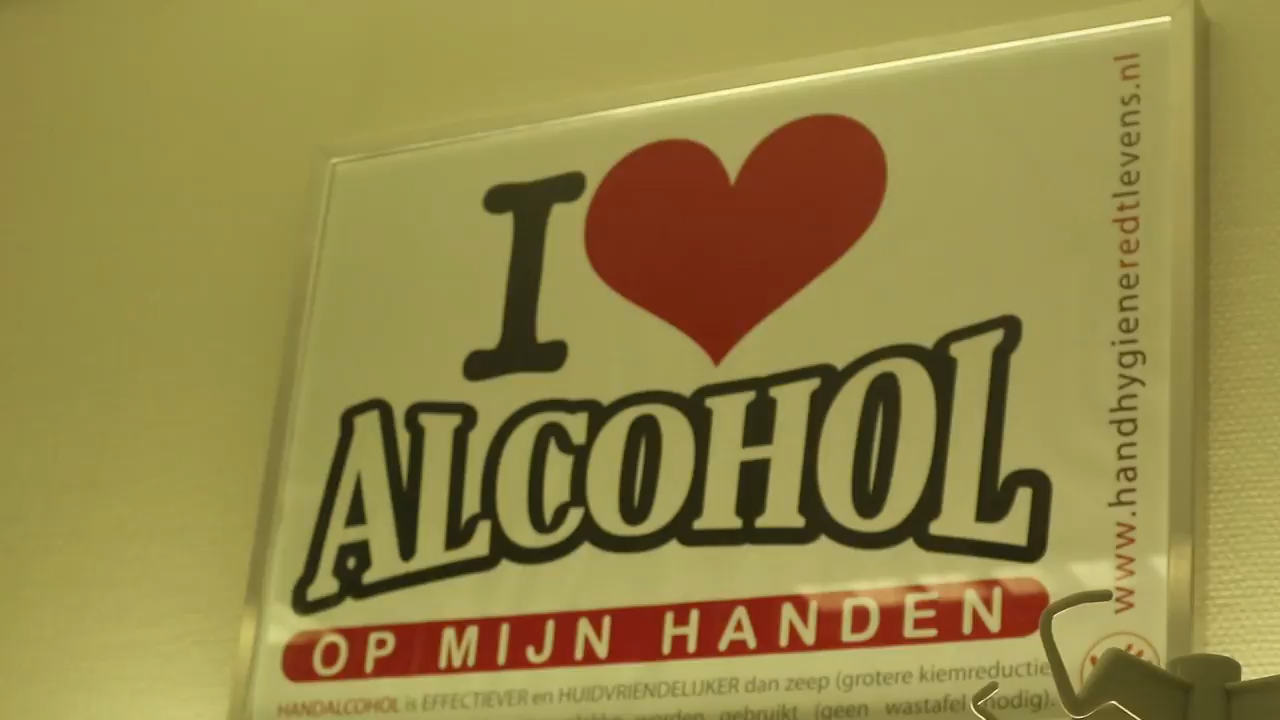 I
ALCOHOL
OP MIJN HANDEN
HANDALCOHOL is EFFECTIEVER en HUIDVRIENDELIJKER dan zeep (grotere kiemreductie
worden gebruikt (geen wastafel nodig).
www.handhygieneredtlevens.nl